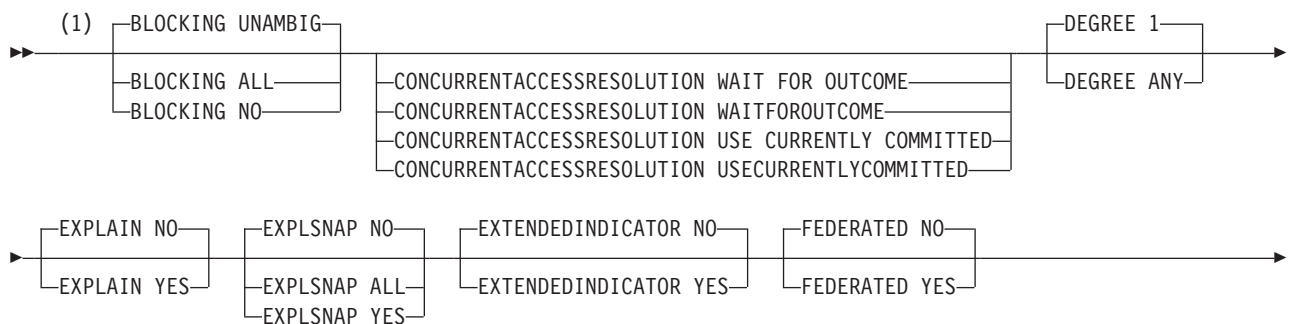 (1) BLOCKING UNAMBIG DEGREE 1
BLOCKING ALL CONCURRENTACCESSRESOLUTION WAIT FOR OUTCOME DEGREE ANY
BLOCKING NO CONCURRENTACCESSRESOLUTION WAITFOROUTCOME
CONCURRENTACCESSRESOLUTION USE CURRENTLY COMMITTED
CONCURRENTACCESSRESOLUTION USECURRENTLYCOMMITTED
EXPLAIN NO EXPLSNAP NO EXTENDEDINDICATOR NO FEDERATED NO
EXPLAIN YES EXPLSNAP ALL EXTENDEDINDICATOR YES FEDERATED YES
EXPLSNAP YES